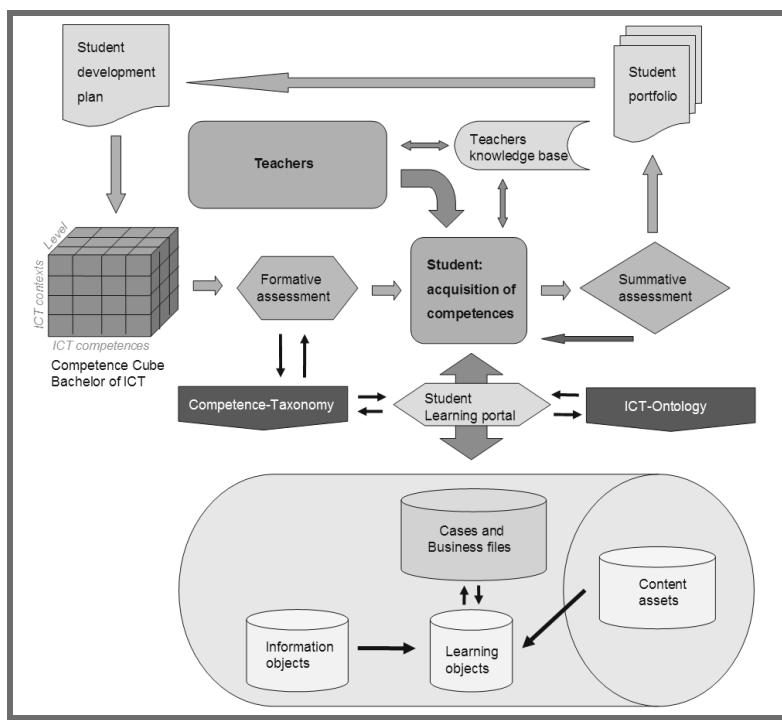 Student
development
plan
Student
portfolio
Teachers
Teachers
knowledge base
Level
ICT contexts
ICT competences
Competence Cube
Bachelor of ICT
Formative
assessment
Student:
acquisition of
competences
Summative
assessment
Competence-Taxonomy
Student
Learning portal
ICT-Ontology
Cases and
Business files
Content
assets
Information
objects
Learning
objects